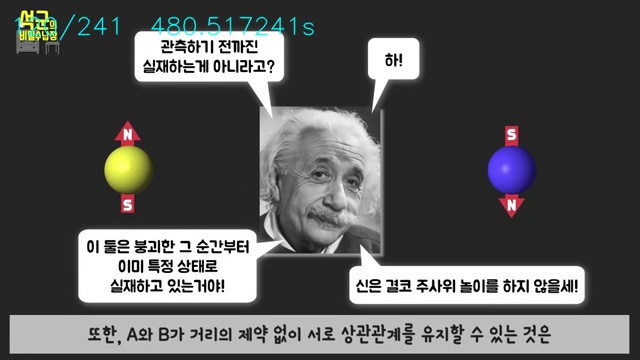 석군의
비밀수납장
/241 480.517241s
관측하기 전까진
실재하는게 아니라고?
하!
N
S
S
N
이 둘은 붕괴한 그 순간부터
이미 특정 상태로
실재하고 있는거야!
신은 결코 주사위 놀이를 하지 않을세!
또한, A와 B가 거리의 제약 없이 서로 상관관계를 유지할 수 있는 것은